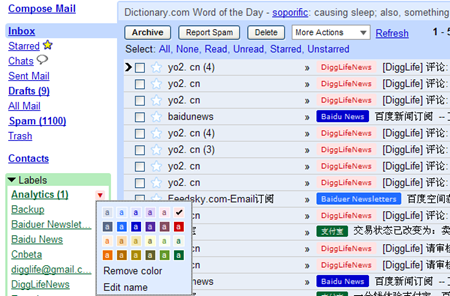 Compose Mail
Dictionary.com Word of the Day - soporific: causing sleep; also, something
Inbox
Starred
Chats
Sent Mail
Drafts (9)
All Mail
Spam (1100)
Trash
Contacts
Archive Report Spam Delete More Actions Refresh 1 - 5
Select: All, None, Read, Unread, Starred, Unstarred
yo2. cn (4) » DiggLifeNews [DiggLife] 评论:
yo2. cn » DiggLifeNews [DiggLife] 评论:
yo2. cn » DiggLifeNews [DiggLife] 评论:
baidunews » Baidu News 百度新闻订阅 --
yo2. cn (4) » DiggLifeNews [DiggLife] 评论:
yo2. cn (3) » DiggLifeNews [DiggLife] 评论:
yo2. cn » DiggLifeNews [DiggLife] 评论:
yo2. cn » DiggLifeNews [DiggLife] 评论:
Feedsky.com-Email订阅 » Baiduer Newsletters 百度空间
» DiggLifeNews [DiggLife] 评论:
» 支付宝 交易状态已改变:
» DiggLifeNews [DiggLife] 请审核
» Baidu News 百度新闻订阅 --
» 支付宝
Labels
Analytics (1)
Backup
Baiduer Newslet...
Baidu News
Cnbeta
digglife@gmail.c...
DiggLifeNews
a a a a a
a a a a a a
a a a a a a
a a a a a a
Remove color
Edit name